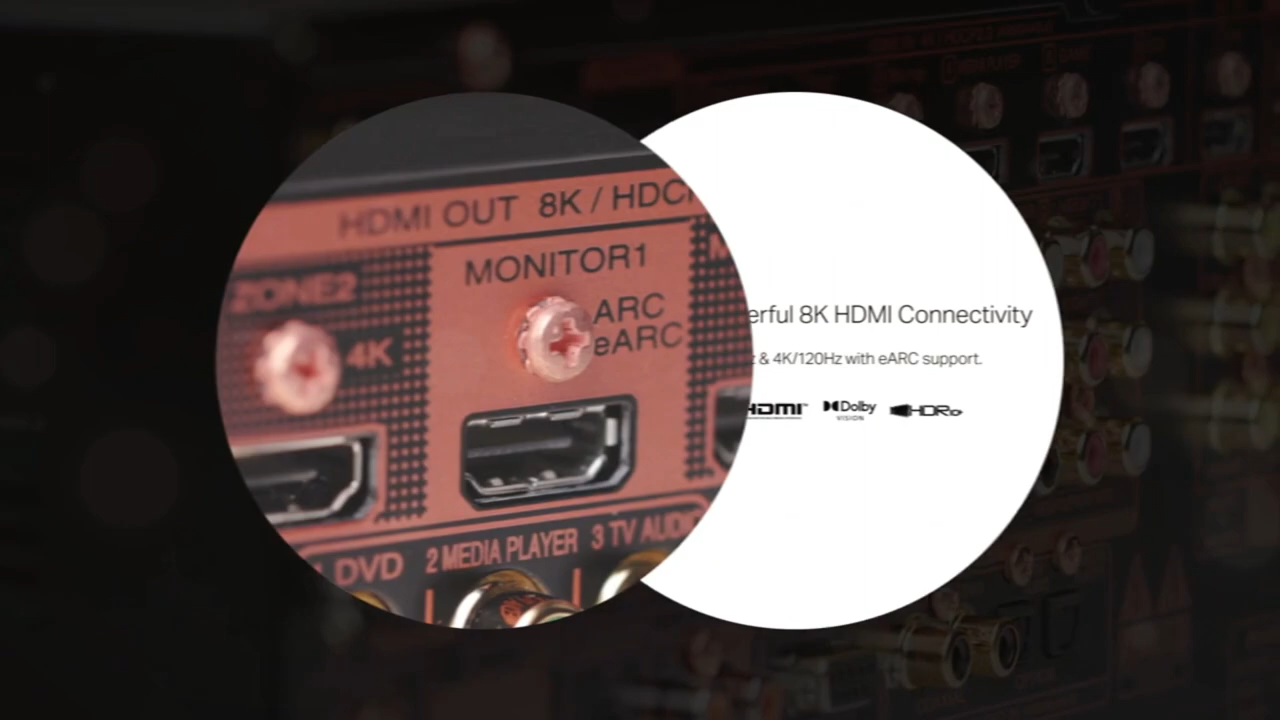 HDMI OUT 8K / HDC
MONITOR1
ZONE2
ARC
4K
eARC
DVD
2 MEDIA PLAYER
3 TV AUDIO
erful 8K HDMI Connectivity
z & 4K/120Hz with eARC support.
HDMI
Dolby
VISION
HDR10+